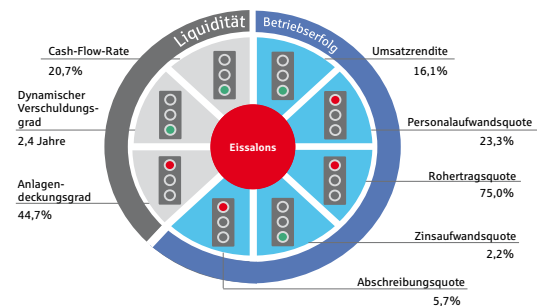 Liquidität
Betriebserfolg
Cash-Flow-Rate
20,7%
Umsatzrendite
16,1%
Dynamischer
Verschuldungs-
grad
2,4 Jahre
Personalaufwandsquote
23,3%
Eissalons
Anlagen-
deckungsgrad
44,7%
Rohertragsquote
75,0%
Zinsaufwandsquote
2,2%
Abschreibungsquote
5,7%